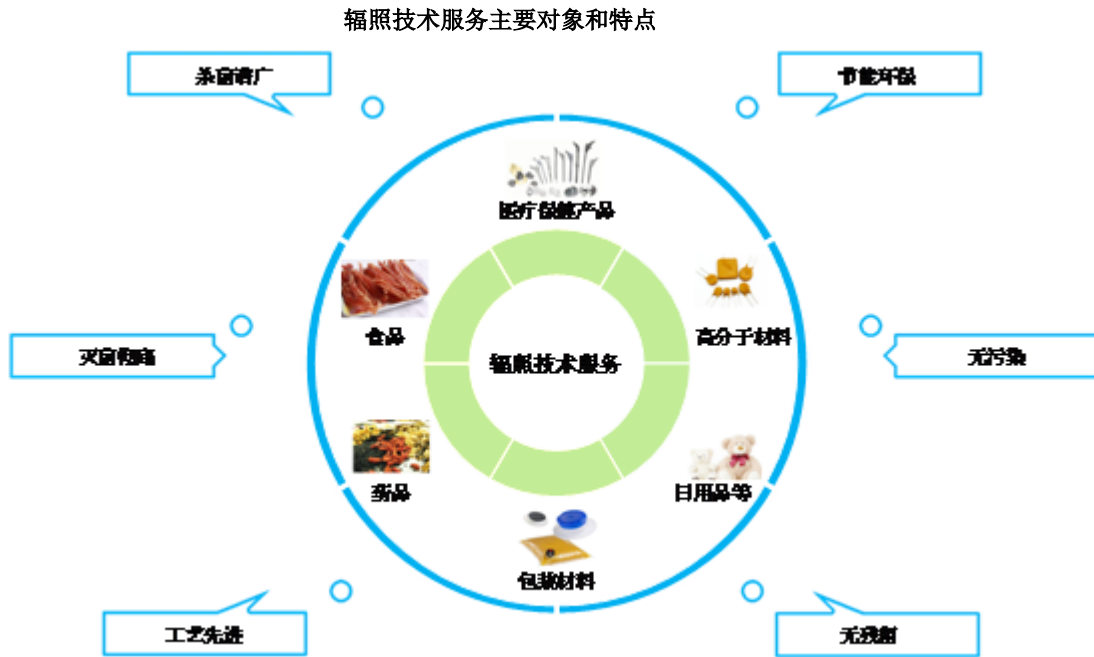 辐照技术服务主要对象和特点
杀菌谱广
节能环保
医疗保健产品
食品
高分子材料
辐照技术服务
灭菌彻底
无污染
药品
日用品等
包装材料
工艺先进
无残留